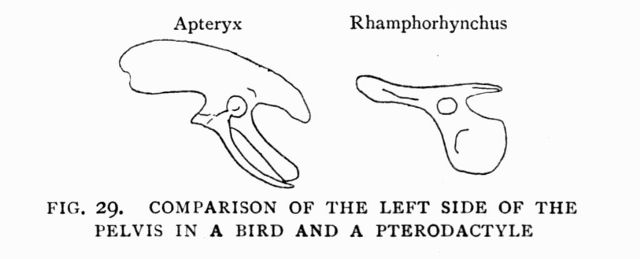 Apteryx Rhamphorhynchus
FIG. 29. COMPARISON OF THE LEFT SIDE OF THE
PELVIS IN A BIRD AND A PTERODACTYLE